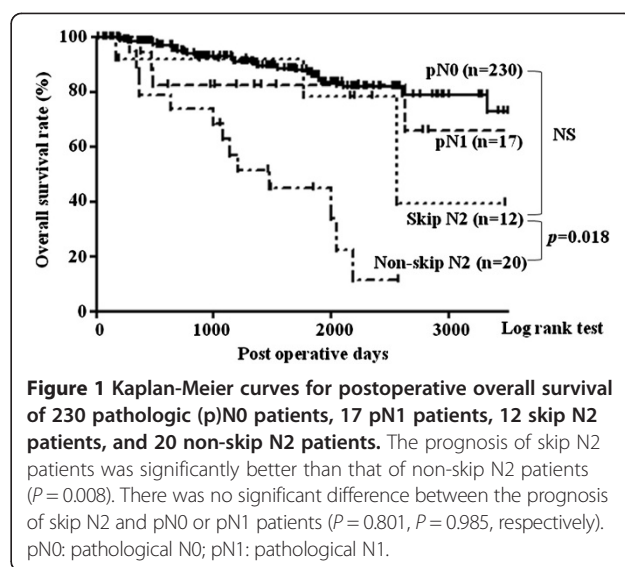 100
80
60
40
20
0
Overall survival rate (%)
pN0 (n=230)
pN1 (n=17)
NS
Skip N2 (n=12)
p=0.018
Non-skip N2 (n=20)
0 1000 2000 3000
Log rank test
Post operative days
Figure 1 Kaplan-Meier curves for postoperative overall survival
of 230 pathologic (p)N0 patients, 17 pN1 patients, 12 skip N2
patients, and 20 non-skip N2 patients. The prognosis of skip N2
patients was significantly better than that of non-skip N2 patients
(P = 0.008). There was no significant difference between the prognosis
of skip N2 and pN0 or pN1 patients (P = 0.801, P = 0.985, respectively).
pN0: pathological N0; pN1: pathological N1.